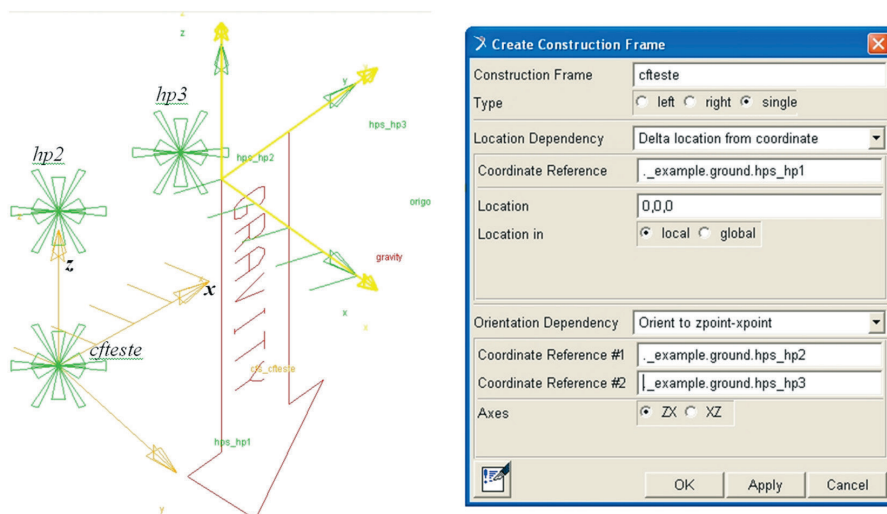 z
hp3
y
hps_hp3
hp2
hps_hp2
origo
z
z
x
gravity
GRAVITY
x
x
cfteste
cfs_cfteste
hps_hp1
Y
Create Construction Frame
Construction Frame
cfteste
Type
left
right
single
Location Dependency
Delta location from coordinate
Coordinate Reference
._example.ground.hps_hp1
Location
0,0,0
Location in
local
global
Orientation Dependency
Orient to zpoint-xpoint
Coordinate Reference #1
._example.ground.hps_hp2
Coordinate Reference #2
._example.ground.hps_hp3
Axes
ZX
XZ
OK
Apply
Cancel